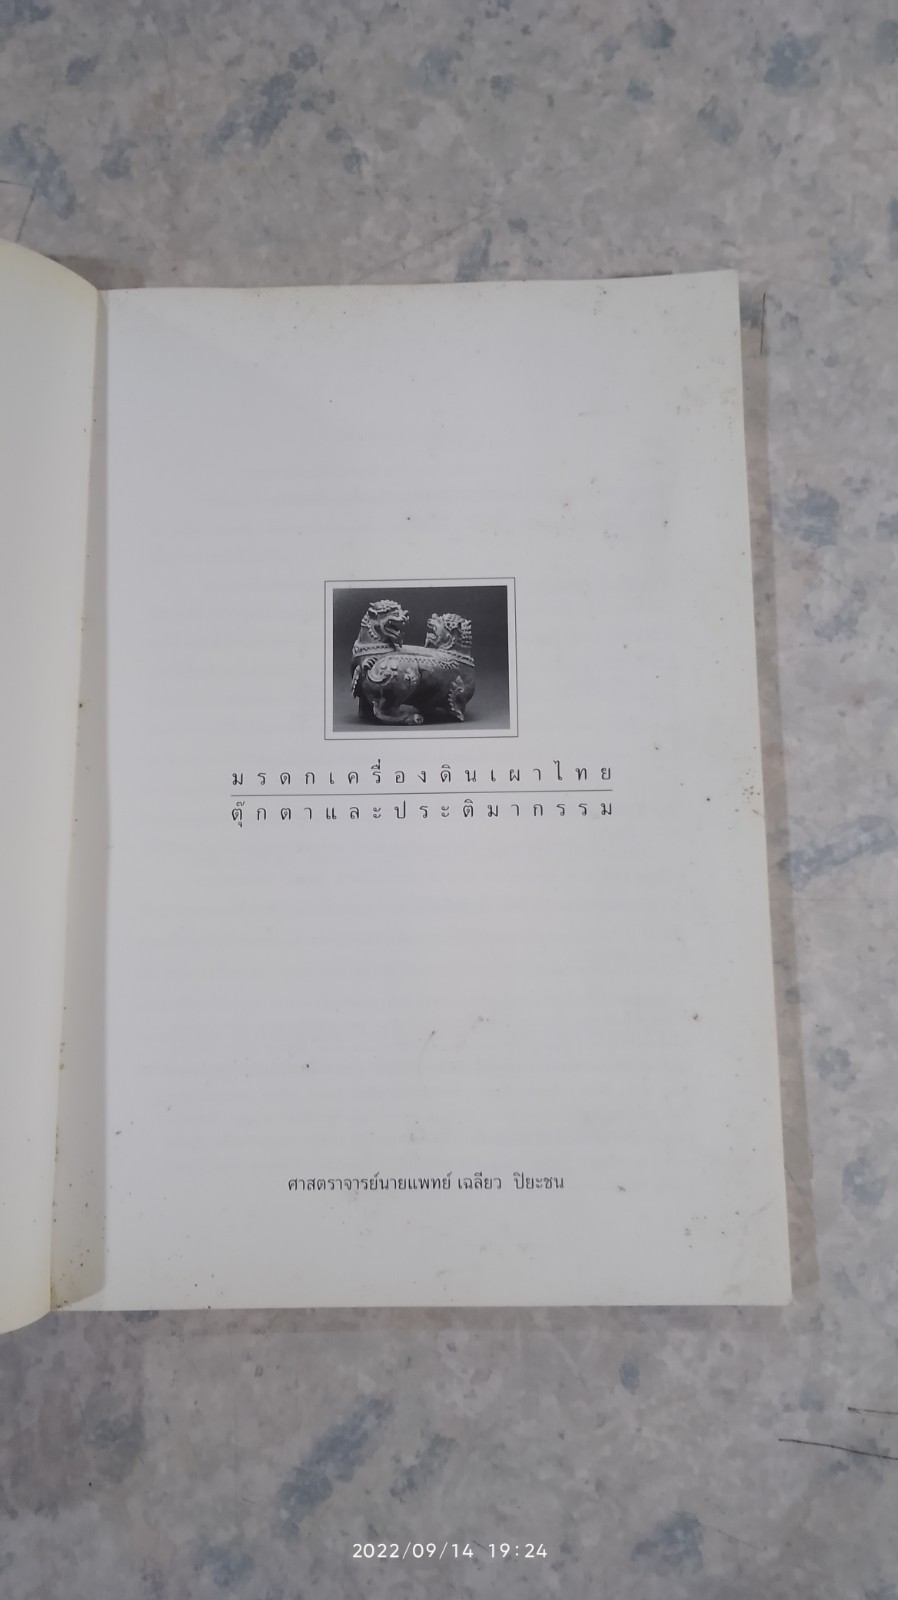 มรดกเครื่องดินเผาไทย
ตุ๊กตาและประติมากรรม
ศาสตราจารย์นายแพทย์ เฉลียว ปิยะชน
2022/09/14 19:24